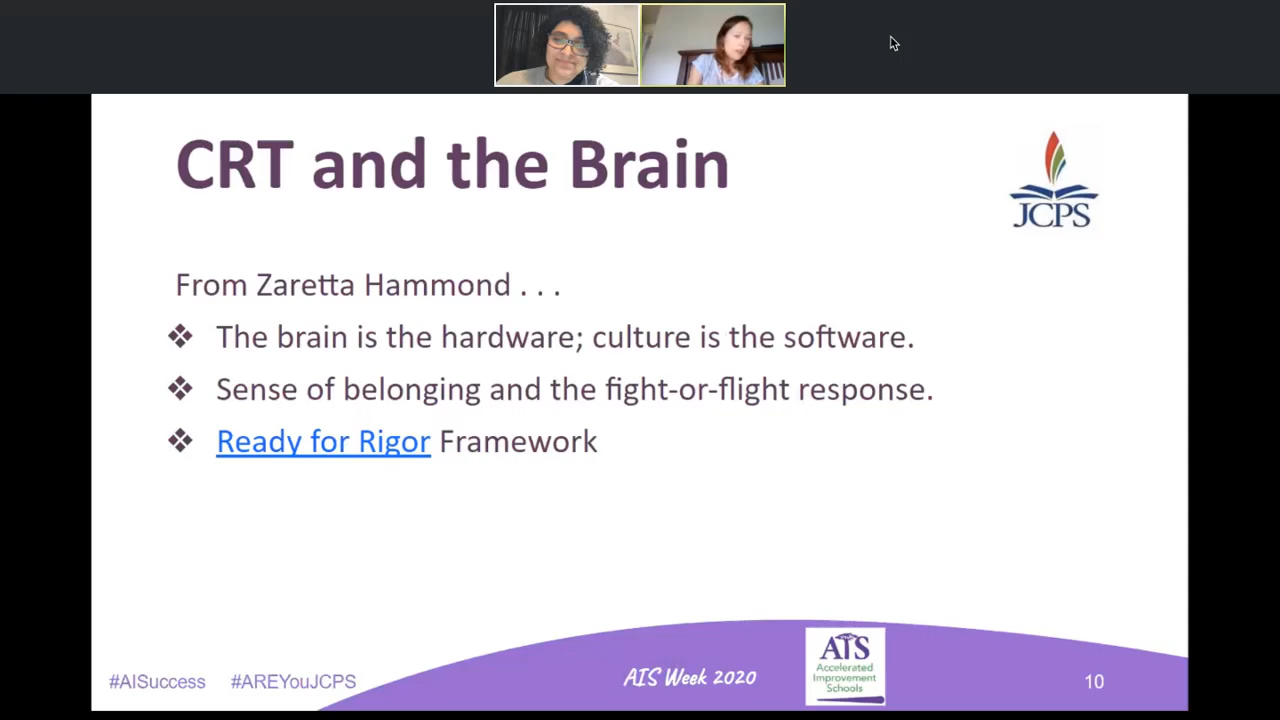 CRT and the Brain
JCPS
From Zaretta Hammond . . .
❖ The brain is the hardware; culture is the software.
❖ Sense of belonging and the fight-or-flight response.
❖ Ready for Rigor Framework
#AISuccess #AREYouJCPS
AIS Week 2020
AIS
Accelerated
Improvement
Schools
10